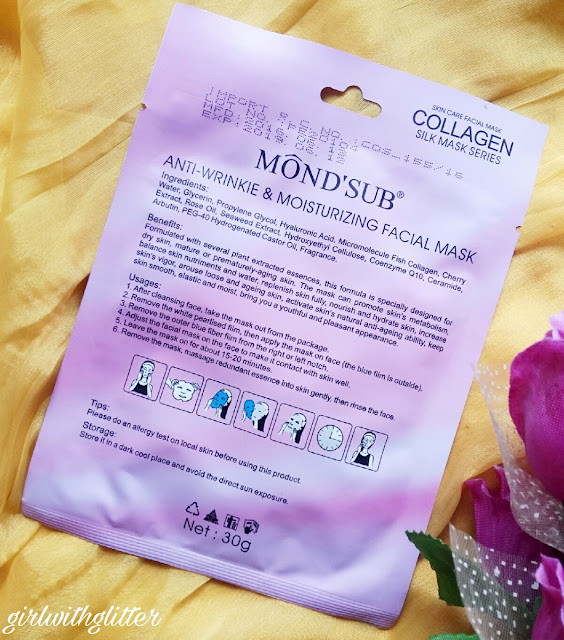 SKIN CARE FACIAL MASK
COLLAGEN
SILK MASK SERIES
MÔND'SUB®
ANTI-WRINKIE & MOISTURIZING FACIAL MASK
Ingredients:
Water, Glycerin, Propylene Glycol, Hyaluronic Acid, Micromolecule Fish Collagen, Cherry
Extract, Rose Oil, Seaweed Extract, Hydroxyethyl Cellulose, Coenzyme Q10, Ceramide,
Arbutin, PEG-40 Hydrogenated Castor Oil, Fragrance.
Benefits:
Formulated with several plant extracted essences, this formula is specially designed for
dry skin, mature or prematurely-aging skin. The mask can promote skin's metabolism,
balance skin nutriments and water, replenish skin fully, nourish and hydrate skin, increase
skin's vigor, arouse loose and ageing skin, activate skin's natural anti-ageing ability, keep
skin smooth, elastic and moist, bring you a youthful and pleasant appearance.
Usages:
1. After cleansing face, take the mask out from the package.
2. Remove the white pearlised film, then apply the mask on face (the blue film is outside).
3. Remove the outer blue fiber film from the right or left notch.
4. Adjust the facial mask on the face to make it contact with skin well.
5. Leave the mask on for about 15-20 minutes.
6. Remove the mask, massage redundant essence into skin gently, then rinse the face.
Tips:
Please do an allergy test on local skin before using this product.
Storage:
Store it in a dark cool place and avoid the direct sun exposure.
Net : 30g
girlwithglitter